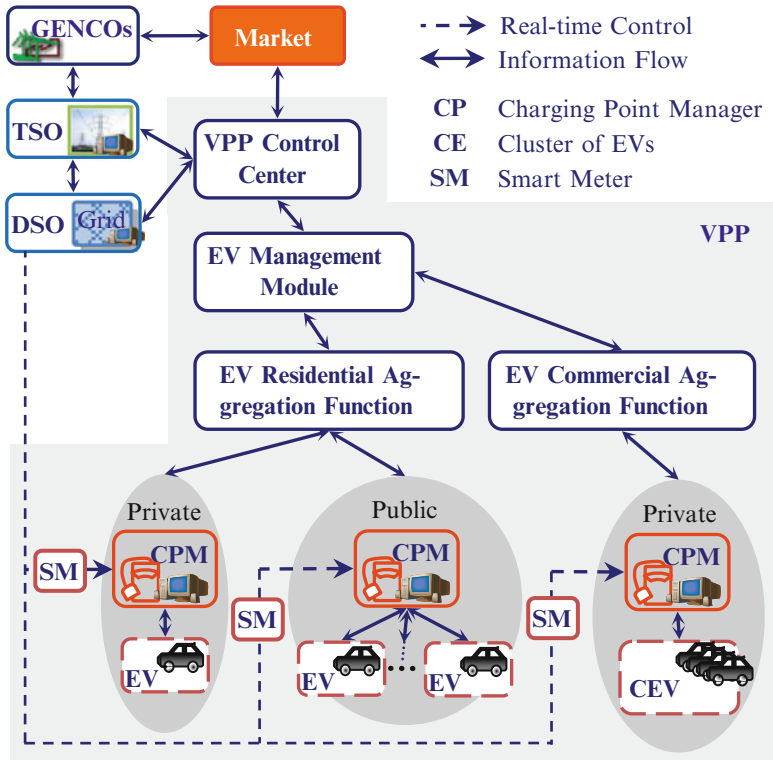 GENCOs
Market
Real-time Control
Information Flow
TSO
VPP Control
Center
CP Charging Point Manager
CE Cluster of EVs
SM Smart Meter
DSO
Grid
VPP
EV Management
Module
EV Residential Ag-
gregation Function
EV Commercial Ag-
gregation Function
Private
CPM
SM
EV
Public
CPM
SM
EV
...
EV
Private
CPM
SM
CEV